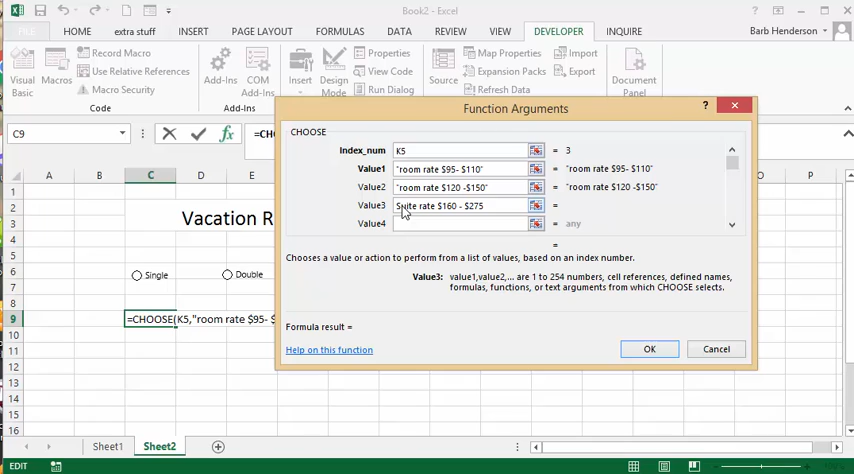 Book2 - Excel
FILE HOME extra stuff INSERT PAGE LAYOUT FORMULAS DATA REVIEW VIEW DEVELOPER INQUIRE
Barb Henderson
Visual Basic
Macros
Record Macro
Use Relative References
Macro Security
Code
Add-Ins
COM Add-Ins
Add-Ins
Insert
Design Mode
Properties
View Code
Run Dialog
Source
Map Properties
Expansion Packs
Refresh Data
Import
Export
Document Panel
C9
=CHO
Function Arguments
?
CHOOSE
Index_num K5 = 3
Value1 "room rate $95- $110" = "room rate $95- $110"
Value2 "room rate $120 -$150" = "room rate $120 -$150"
Value3 Suite rate $160 - $275 =
Value4 = any
=
Chooses a value or action to perform from a list of values, based on an index number.
Value3: value1,value2,... are 1 to 254 numbers, cell references, defined names,
formulas, functions, or text arguments from which CHOOSE selects.
Formula result =
Help on this function
OK
Cancel
A B C D E O P
1
2
3 Vacation R
4
5
6 Single Double
7
8
9 =CHOOSE(K5,"room rate $95- $
10
11
12
13
14
15
16
Sheet1 Sheet2
EDIT